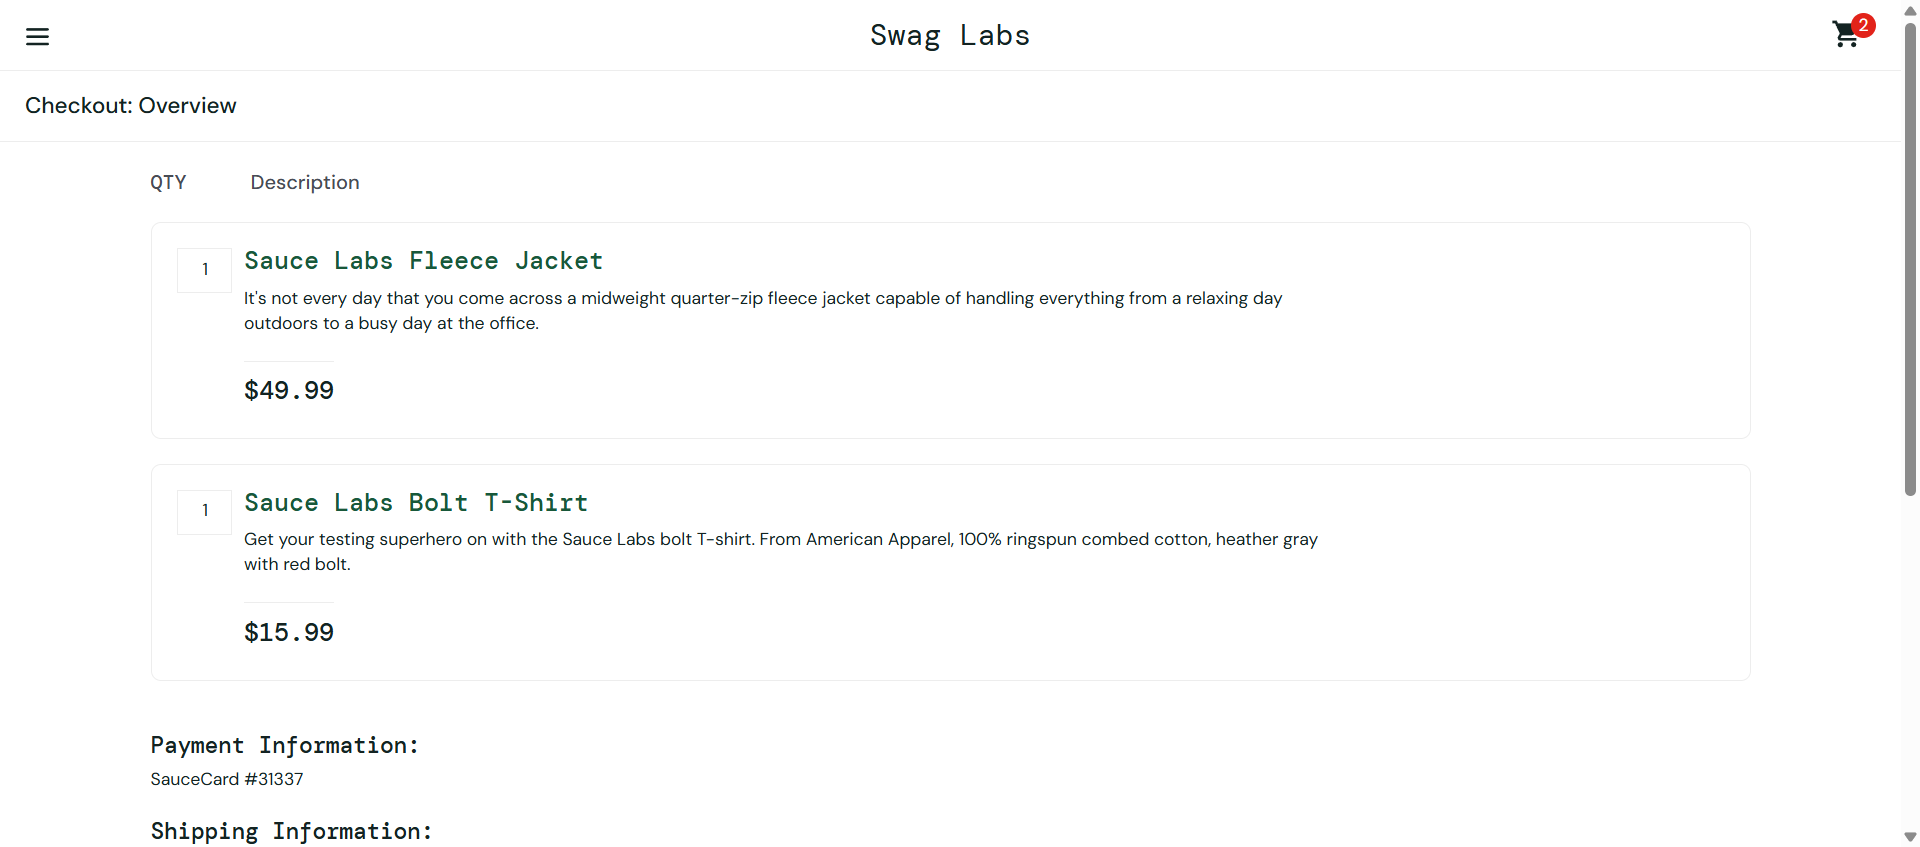 Swag Labs
2
Checkout: Overview
QTY Description
1
Sauce Labs Fleece Jacket
It's not every day that you come across a midweight quarter-zip fleece jacket capable of handling everything from a relaxing day
outdoors to a busy day at the office.
$49.99
1
Sauce Labs Bolt T-Shirt
Get your testing superhero on with the Sauce Labs bolt T-shirt. From American Apparel, 100% ringspun combed cotton, heather gray
with red bolt.
$15.99
Payment Information:
SauceCard #31337
Shipping Information: